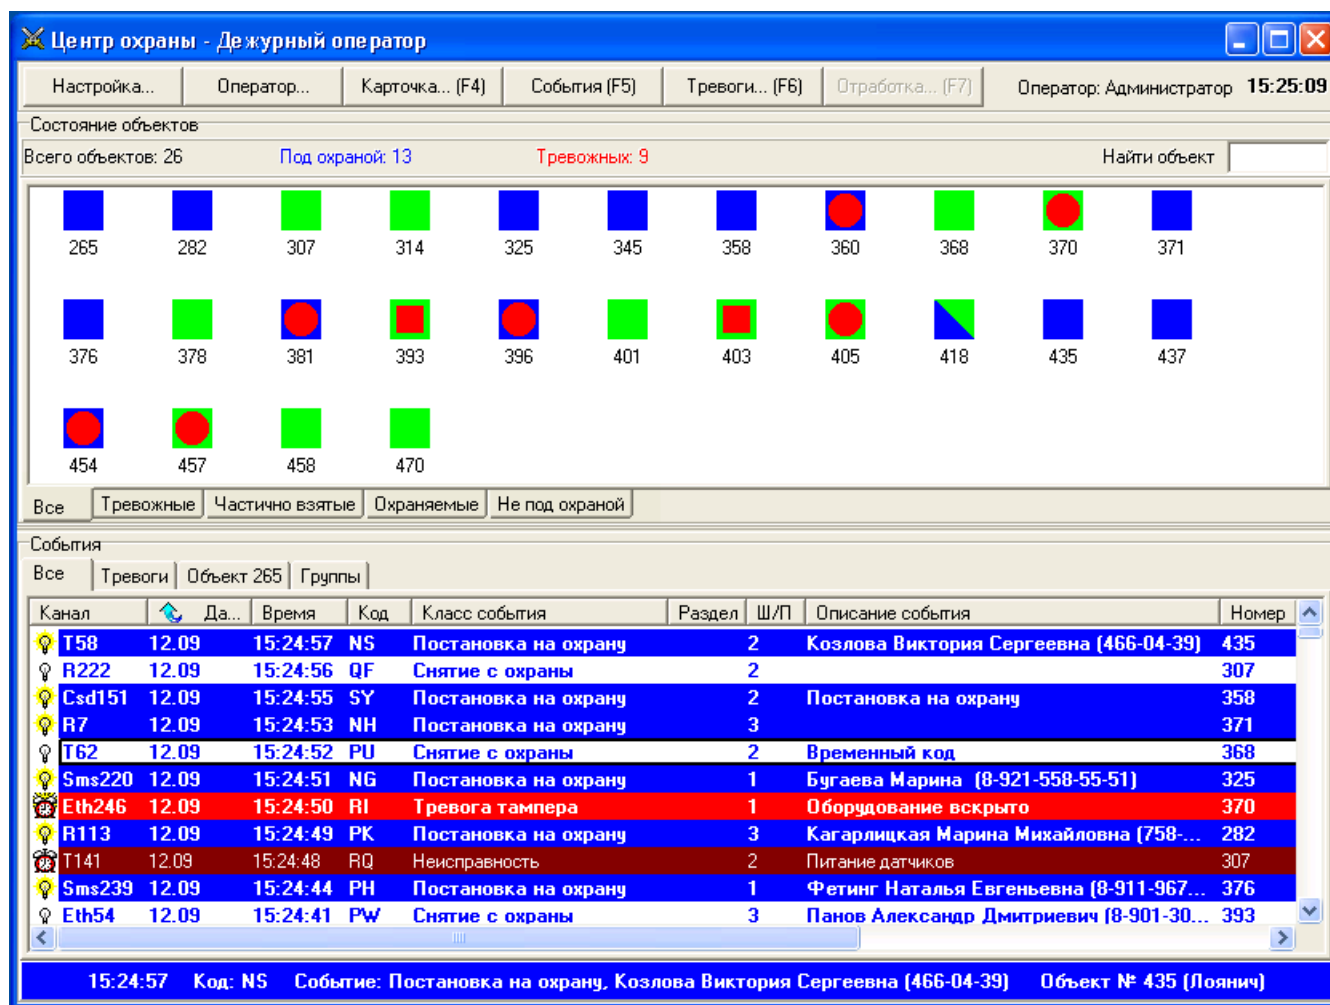 Центр охраны - Дежурный оператор
Настройка... Оператор... Карточка... (F4) События (F5) Тревоги... (F6) Отработка... (F7) Оператор: Администратор 15:25:09
Состояние объектов
Всего объектов: 26 Под охраной: 13 Тревожных: 9 Найти объект
265 282 307 314 325 345 358 360 368 370 371
376 378 381 393 396 401 403 405 418 435 437
454 457 458 470
Все Тревожные Частично взятые Охраняемые Не под охраной
События
Все Тревоги Объект 265 Группы
Канал Да... Время Код Класс события Раздел Ш/П Описание события Номер
T58 12.09 15:24:57 NS Постановка на охрану 2 Козлова Виктория Сергеевна (466-04-39) 435
R222 12.09 15:24:56 QF Снятие с охраны 2 307
Csd151 12.09 15:24:55 SY Постановка на охрану 2 Постановка на охрану 358
R7 12.09 15:24:53 NH Постановка на охрану 3 371
T62 12.09 15:24:52 PU Снятие с охраны 2 Временный код 368
Sms220 12.09 15:24:51 NG Постановка на охрану 1 Бугаева Марина (8-921-558-55-51) 325
Eth246 12.09 15:24:50 RI Тревога тампера 1 Оборудование вскрыто 370
R113 12.09 15:24:49 PK Постановка на охрану 3 Кагарлицкая Марина Михайловна (758-... 282
T141 12.09 15:24:48 RQ Неисправность 2 Питание датчиков 307
Sms239 12.09 15:24:44 PH Постановка на охрану 1 Фетинг Наталья Евгеньевна (8-911-967... 376
Eth54 12.09 15:24:41 PW Снятие с охраны 3 Панов Александр Дмитриевич (8-901-30... 393
15:24:57 Код: NS Событие: Постановка на охрану, Козлова Виктория Сергеевна (466-04-39) Объект № 435 (Лоянич)